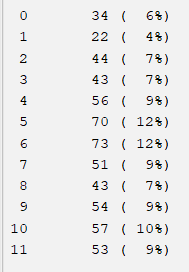 0 34 ( 6%)
1 22 ( 4%)
2 44 ( 7%)
3 43 ( 7%)
4 56 ( 9%)
5 70 ( 12%)
6 73 ( 12%)
7 51 ( 9%)
8 43 ( 7%)
9 54 ( 9%)
10 57 ( 10%)
11 53 ( 9%)